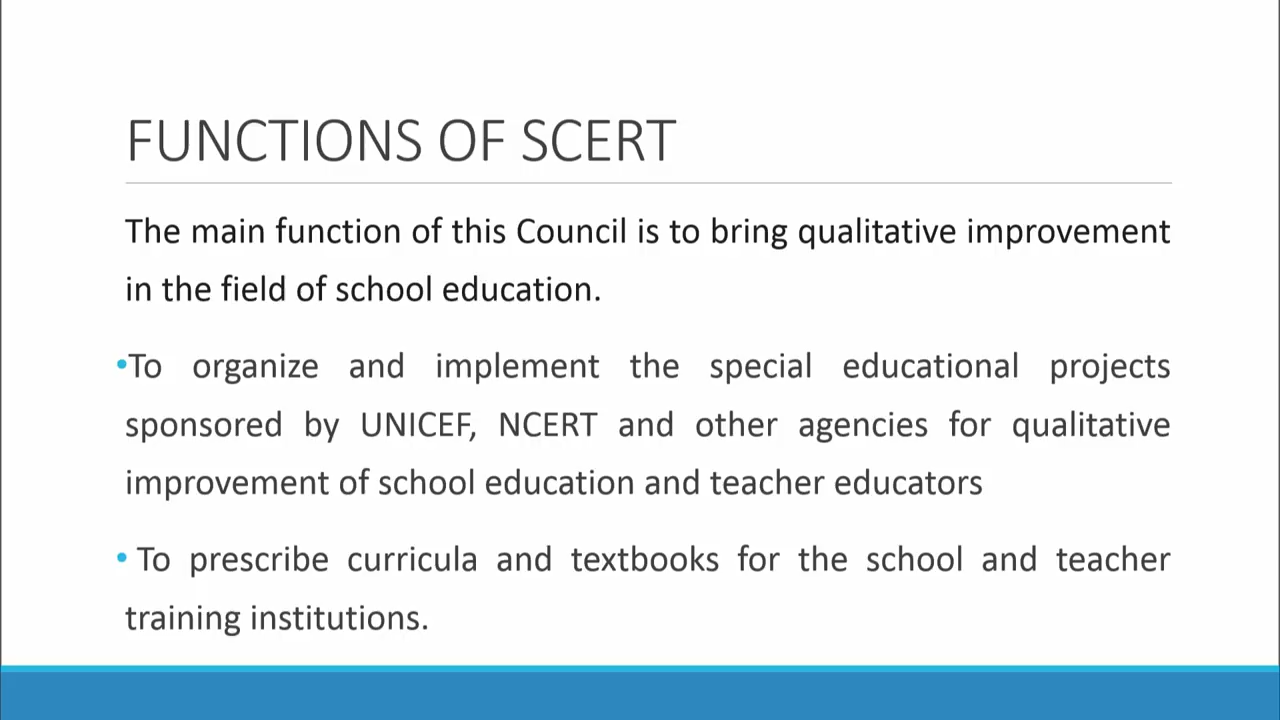 FUNCTIONS OF SCERT
The main function of this Council is to bring qualitative improvement
in the field of school education.
•To organize and implement the special educational projects
sponsored by UNICEF, NCERT and other agencies for qualitative
improvement of school education and teacher educators
• To prescribe curricula and textbooks for the school and teacher
training institutions.